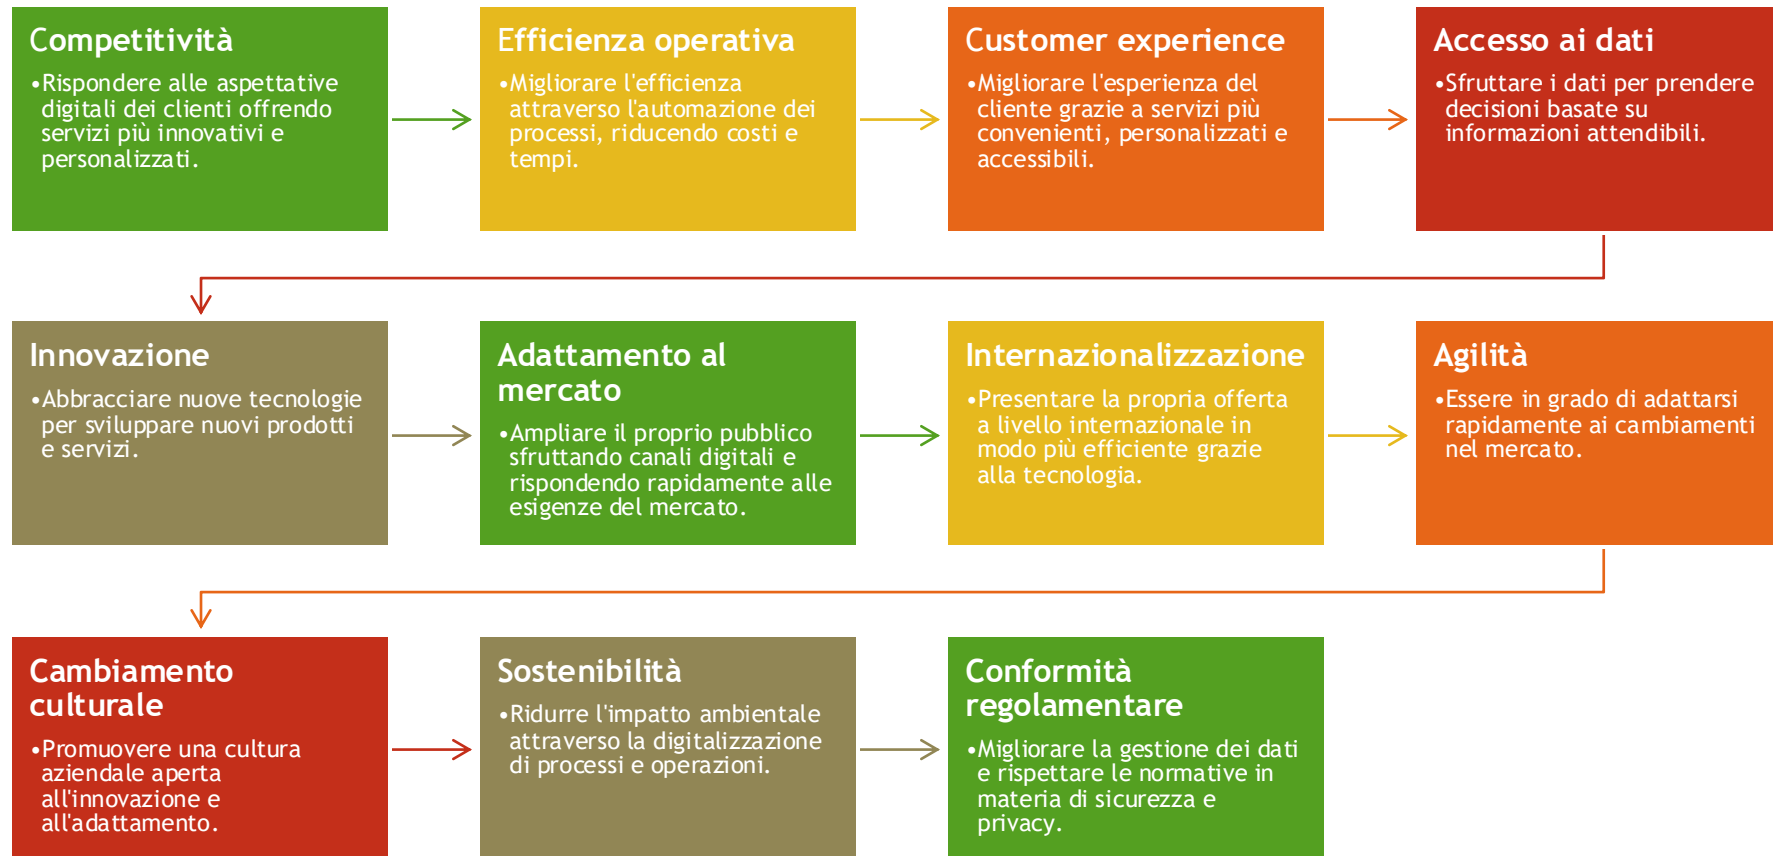 Competitività
•Rispondere alle aspettative
digitali dei clienti offrendo
servizi più innovativi e
personalizzati.
Efficienza operativa
•Migliorare l'efficienza
attraverso l'automazione dei
processi, riducendo costi e
tempi.
Customer experience
•Migliorare l'esperienza del
cliente grazie a servizi più
convenienti, personalizzati e
accessibili.
Accesso ai dati
•Sfruttare i dati per prendere
decisioni basate su
informazioni attendibili.
Innovazione
•Abbracciare nuove tecnologie
per sviluppare nuovi prodotti
e servizi.
Adattamento al
mercato
•Ampliare il proprio pubblico
sfruttando canali digitali e
rispondendo rapidamente alle
esigenze del mercato.
Internazionalizzazione
•Presentare la propria offerta
a livello internazionale in
modo più efficiente grazie
alla tecnologia.
Agilità
•Essere in grado di adattarsi
rapidamente ai cambiamenti
nel mercato.
Cambiamento
culturale
•Promuovere una cultura
aziendale aperta
all'innovazione e
all'adattamento.
Sostenibilità
•Ridurre l'impatto ambientale
attraverso la digitalizzazione
di processi e operazioni.
Conformità
regolamentare
•Migliorare la gestione dei dati
e rispettare le normative in
materia di sicurezza e
privacy.